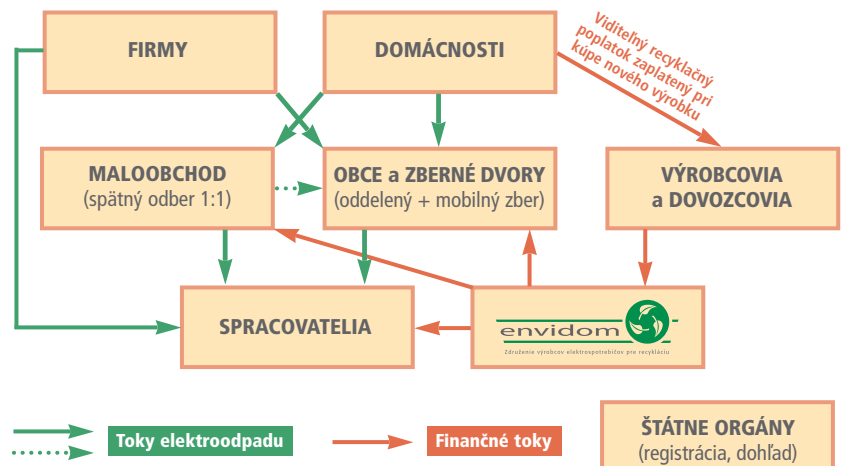 FIRMY
DOMÁCNOSTI
Viditeľný recyklačný
poplatok zaplatený pri
kúpe nového výrobku
MALOOBCHOD
(spätný odber 1:1)
OBCE a ZBERNÉ DVORY
(oddelený + mobilný zber)
VÝROBCOVIA
a DOVOZCOVIA
SPRACOVATELIA
envidom
Združenie výrobcov elektrospotrebičov pre recykláciu
Toky elektroodpadu
Finančné toky
ŠTÁTNE ORGÁNY
(registrácia, dohľad)